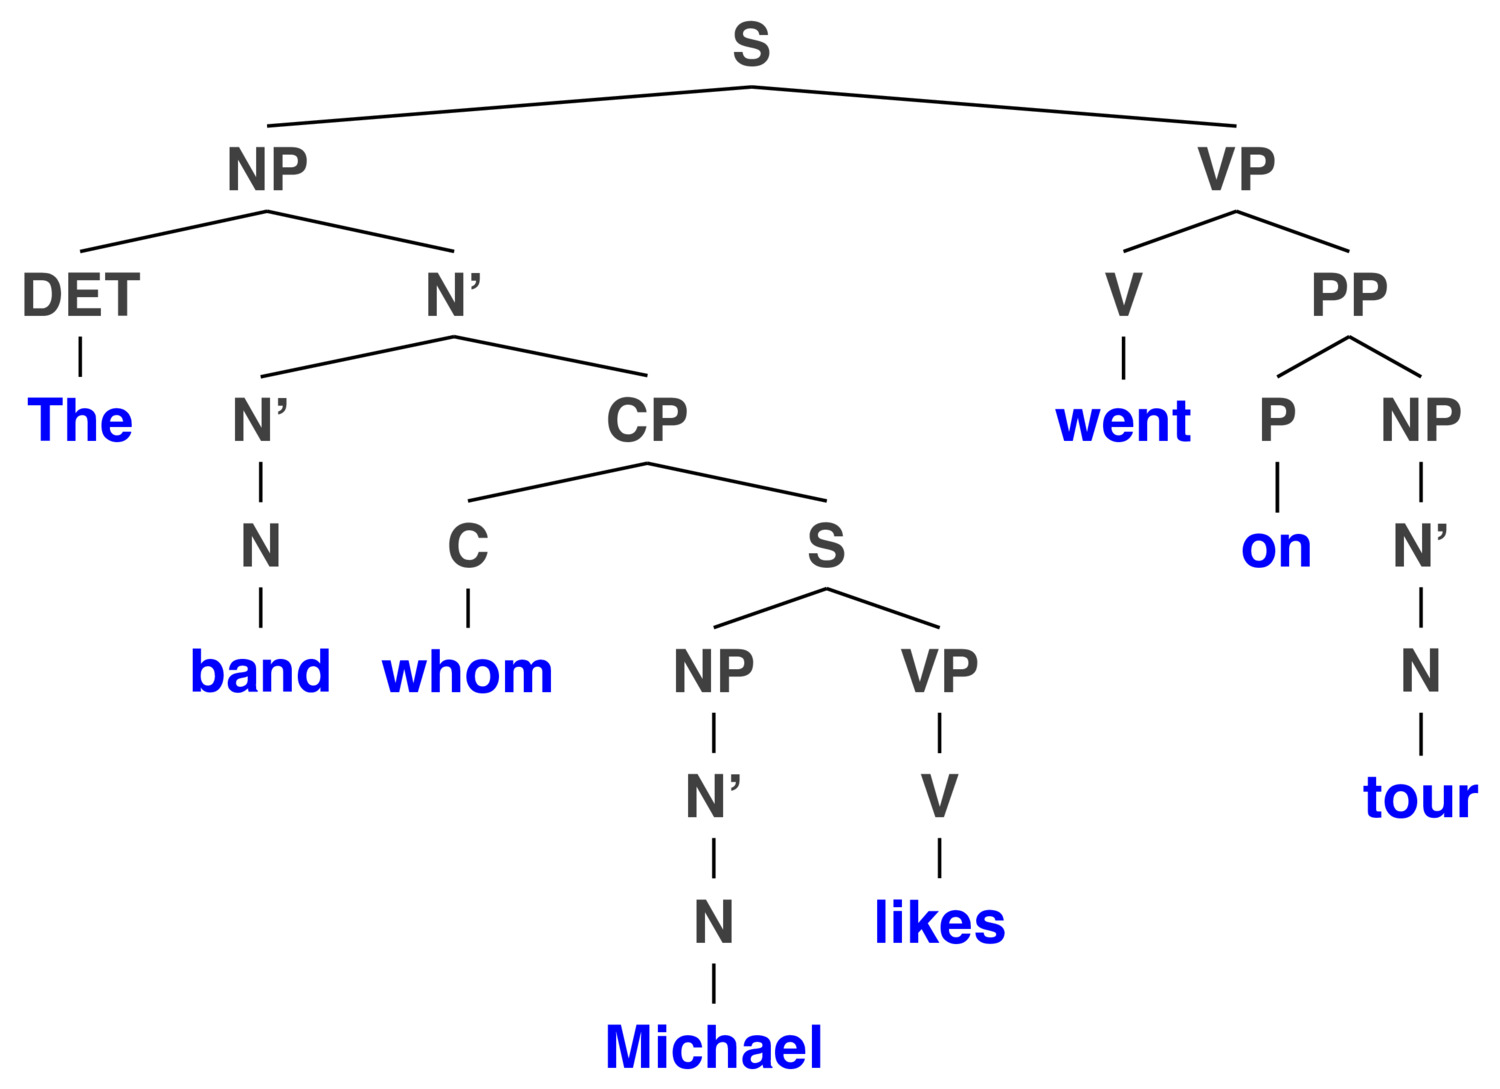 S
NP VP
DET N’ V PP
The N’ CP went P NP
N C S on N’
band whom NP VP N
N’ V tour
N likes
Michael